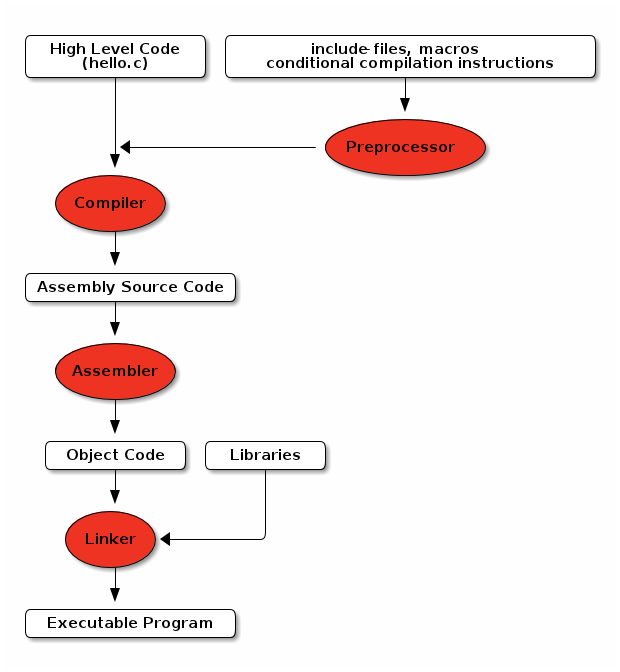 High Level Code
(hello.c)
include-files, macros
conditional compilation instructions
Preprocessor
Compiler
Assembly Source Code
Assembler
Object Code
Libraries
Linker
Executable Program